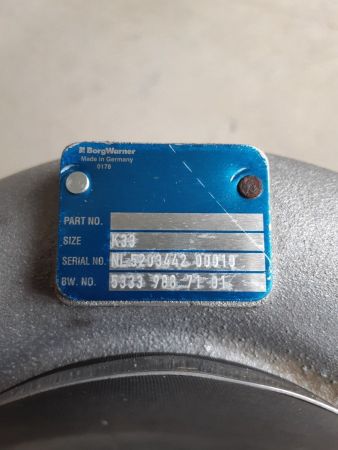 BorgWarner
Made in Germany
0178
PART NO.
SIZE K33
SERIAL NO. NL 5203442 00010
BW. NO. 5333 988 71 01